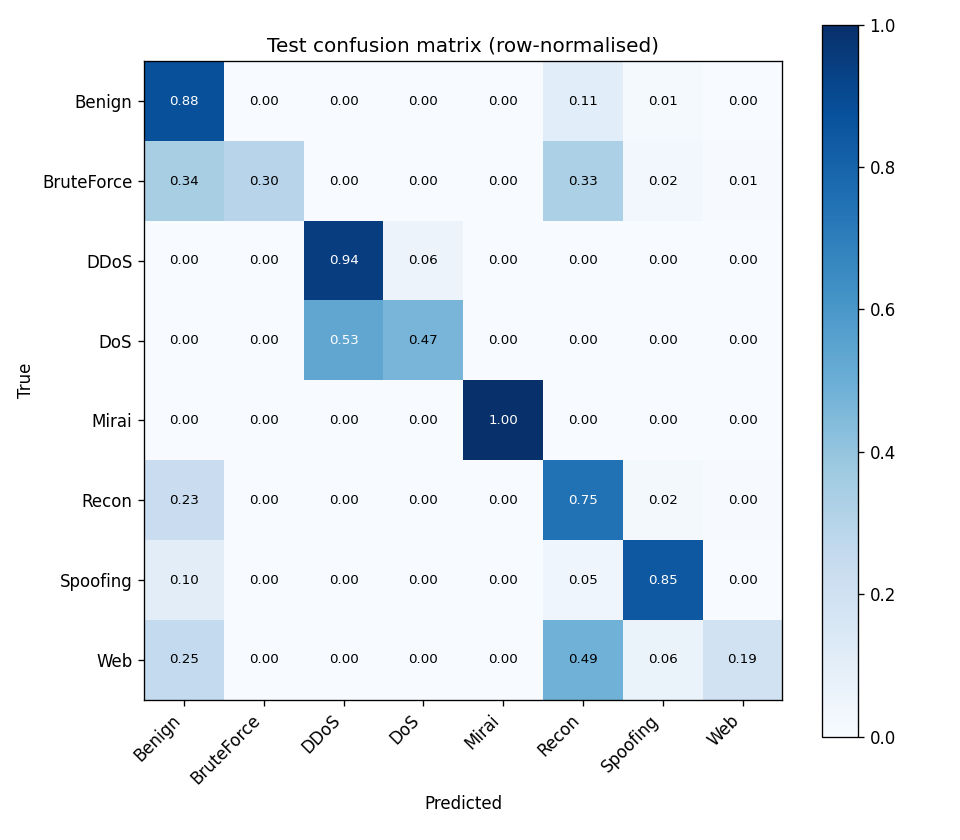 Test confusion matrix (row-normalised)
True
Benign 0.88 0.00 0.00 0.00 0.00 0.11 0.01 0.00
BruteForce 0.34 0.30 0.00 0.00 0.00 0.33 0.02 0.01
DDoS 0.00 0.00 0.94 0.06 0.00 0.00 0.00 0.00
DoS 0.00 0.00 0.53 0.47 0.00 0.00 0.00 0.00
Mirai 0.00 0.00 0.00 0.00 1.00 0.00 0.00 0.00
Recon 0.23 0.00 0.00 0.00 0.00 0.75 0.02 0.00
Spoofing 0.10 0.00 0.00 0.00 0.00 0.05 0.85 0.00
Web 0.25 0.00 0.00 0.00 0.00 0.49 0.06 0.19
Benign BruteForce DDoS DoS Mirai Recon Spoofing Web
Predicted
1.0
0.8
0.6
0.4
0.2
0.0